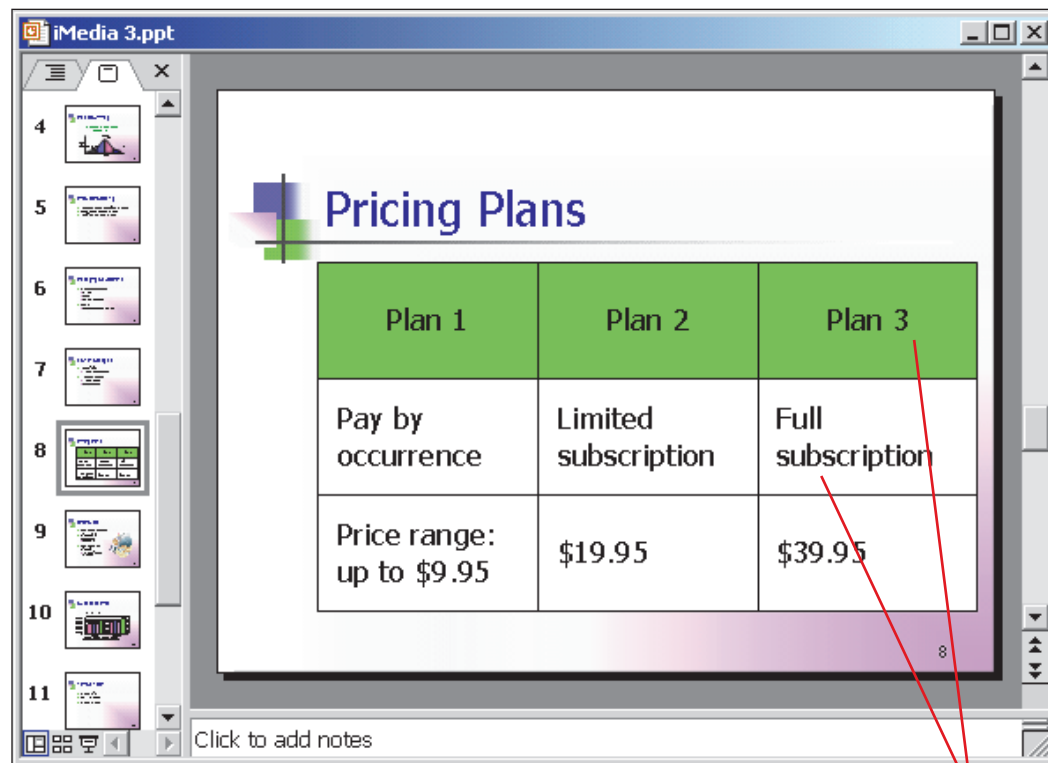 iMedia 3.ppt
4
5
6
7
8
9
10
11
Pricing Plans
Plan 1 Plan 2 Plan 3
Pay by Limited Full
occurrence subscription subscription
Price range:
up to $9.95 $19.95 $39.95
8
Click to add notes